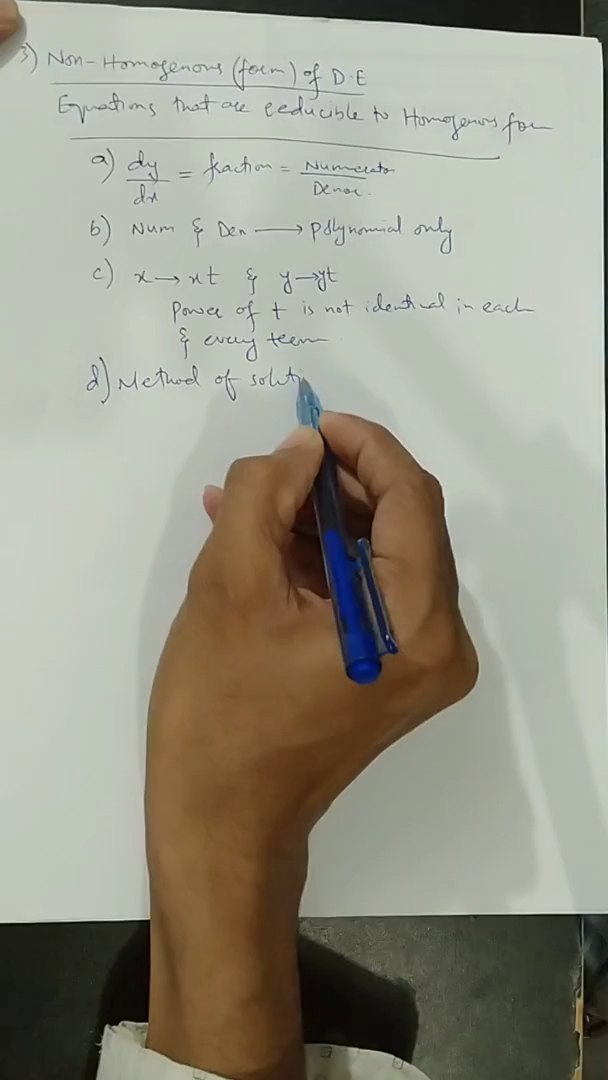 3) Non-Homogenous (form) of D.E
Equations that are reducible to Homogenous form
a) dy/dx = fraction = Numerator/Denor.
b) Num & Den → polynomial only
c) x → xt & y → yt
Power of t is not identical in each
& every term
d) Method of soluti